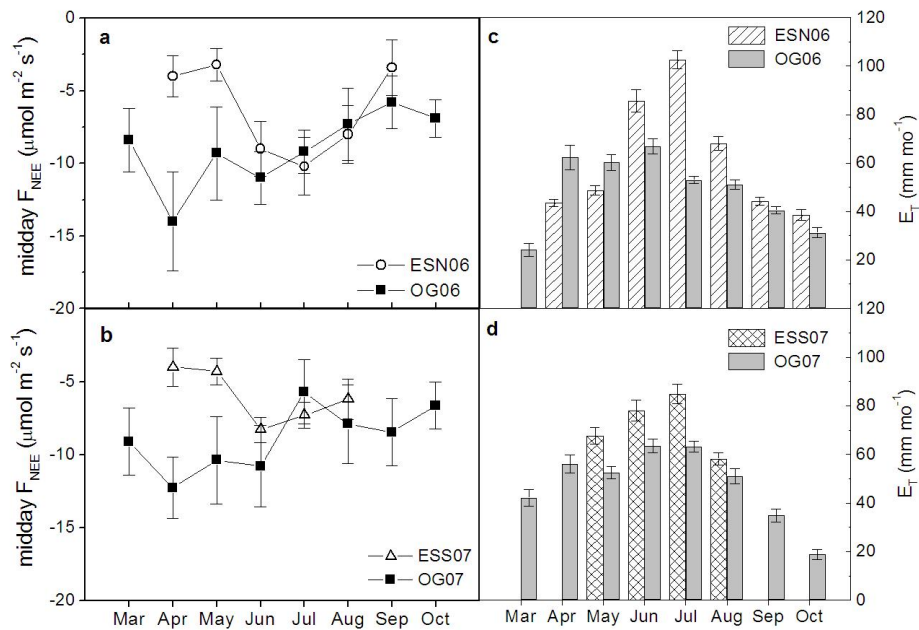 a
0
-5
-10
-15
-20
midday F_NEE (μmol m⁻² s⁻¹)
ESN06
OG06
b
-5
-10
-15
-20
midday F_NEE (μmol m⁻² s⁻¹)
ESS07
OG07
Mar Apr May Jun Jul Aug Sep Oct
c
ESN06
OG06
120
100
80
60
40
20
120
E_T (mm mo⁻¹)
d
ESS07
OG07
100
80
60
40
20
0
E_T (mm mo⁻¹)
Mar Apr May Jun Jul Aug Sep Oct